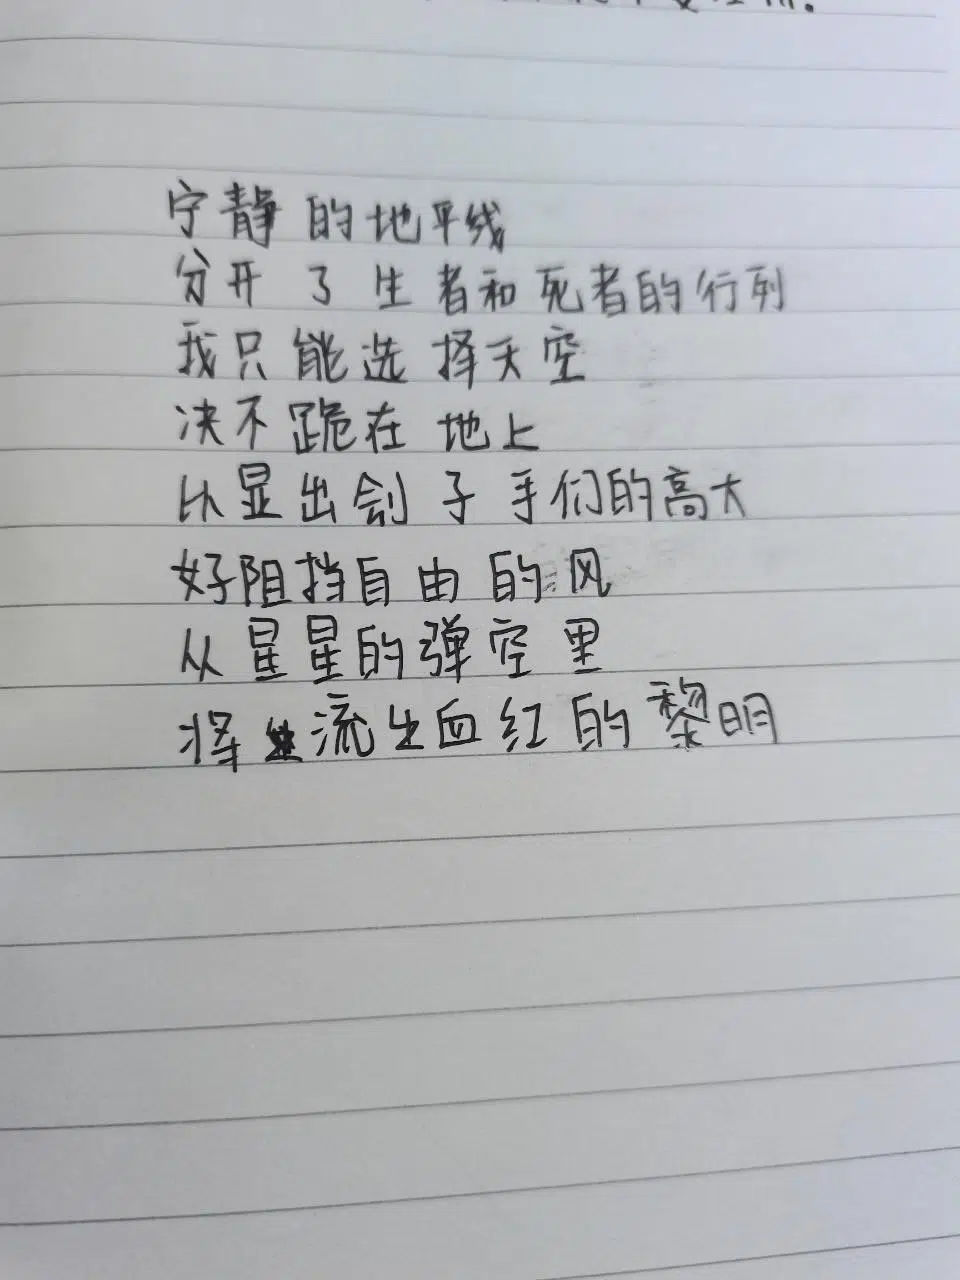 宁静的地平线
分开了生者和死者的行列
我只能选择天空
决不跪在地上
以显出刽子手们的高大
好阻挡自由的风
从星星的弹空里
将流出血红的黎明